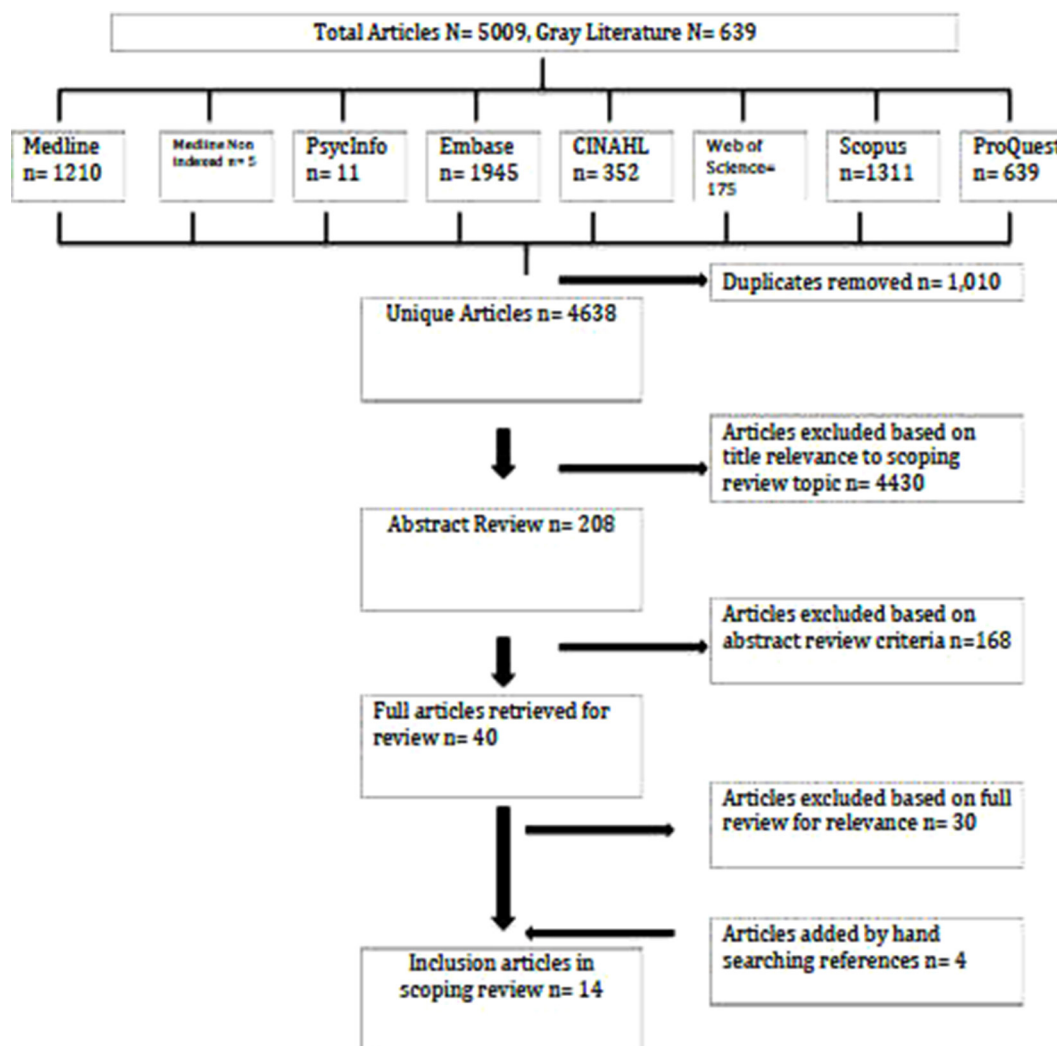 Total Articles N= 5009, Gray Literature N= 639
Medline
n= 1210
Medline Non
Indexed n= 5
PsycInfo
n= 11
Embase
n= 1945
CINAHL
n= 352
Web of
Science=
175
Scopus
n=1311
ProQuest
n= 639
Duplicates removed n= 1,010
Unique Articles n= 4638
Articles excluded based on
title relevance to scoping
review topic n= 4430
Abstract Review n= 208
Articles excluded based on
abstract review criteria n=168
Full articles retrieved for
review n= 40
Articles excluded based on full
review for relevance n= 30
Articles added by hand
searching references n= 4
Inclusion articles in
scoping review n= 14